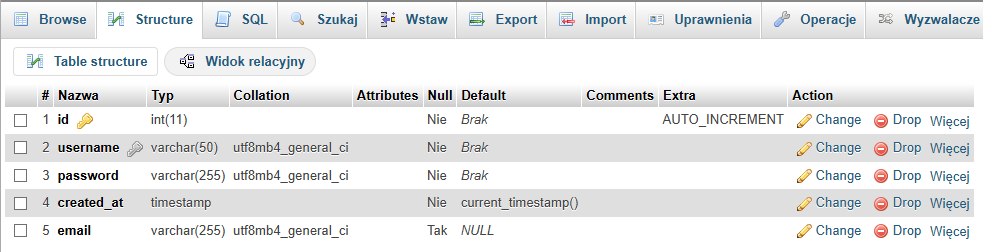 Browse Structure SQL Szukaj Wstaw Export Import Uprawnienia Operacje Wyzwalacze
Table structure Widok relacyjny
# Nazwa Typ Collation Attributes Null Default Comments Extra Action
1 id int(11) Nie Brak AUTO_INCREMENT Change Drop Więcej
2 username varchar(50) utf8mb4_general_ci Nie Brak Change Drop Więcej
3 password varchar(255) utf8mb4_general_ci Nie Brak Change Drop Więcej
4 created_at timestamp Nie current_timestamp() Change Drop Więcej
5 email varchar(255) utf8mb4_general_ci Tak NULL Change Drop Więcej